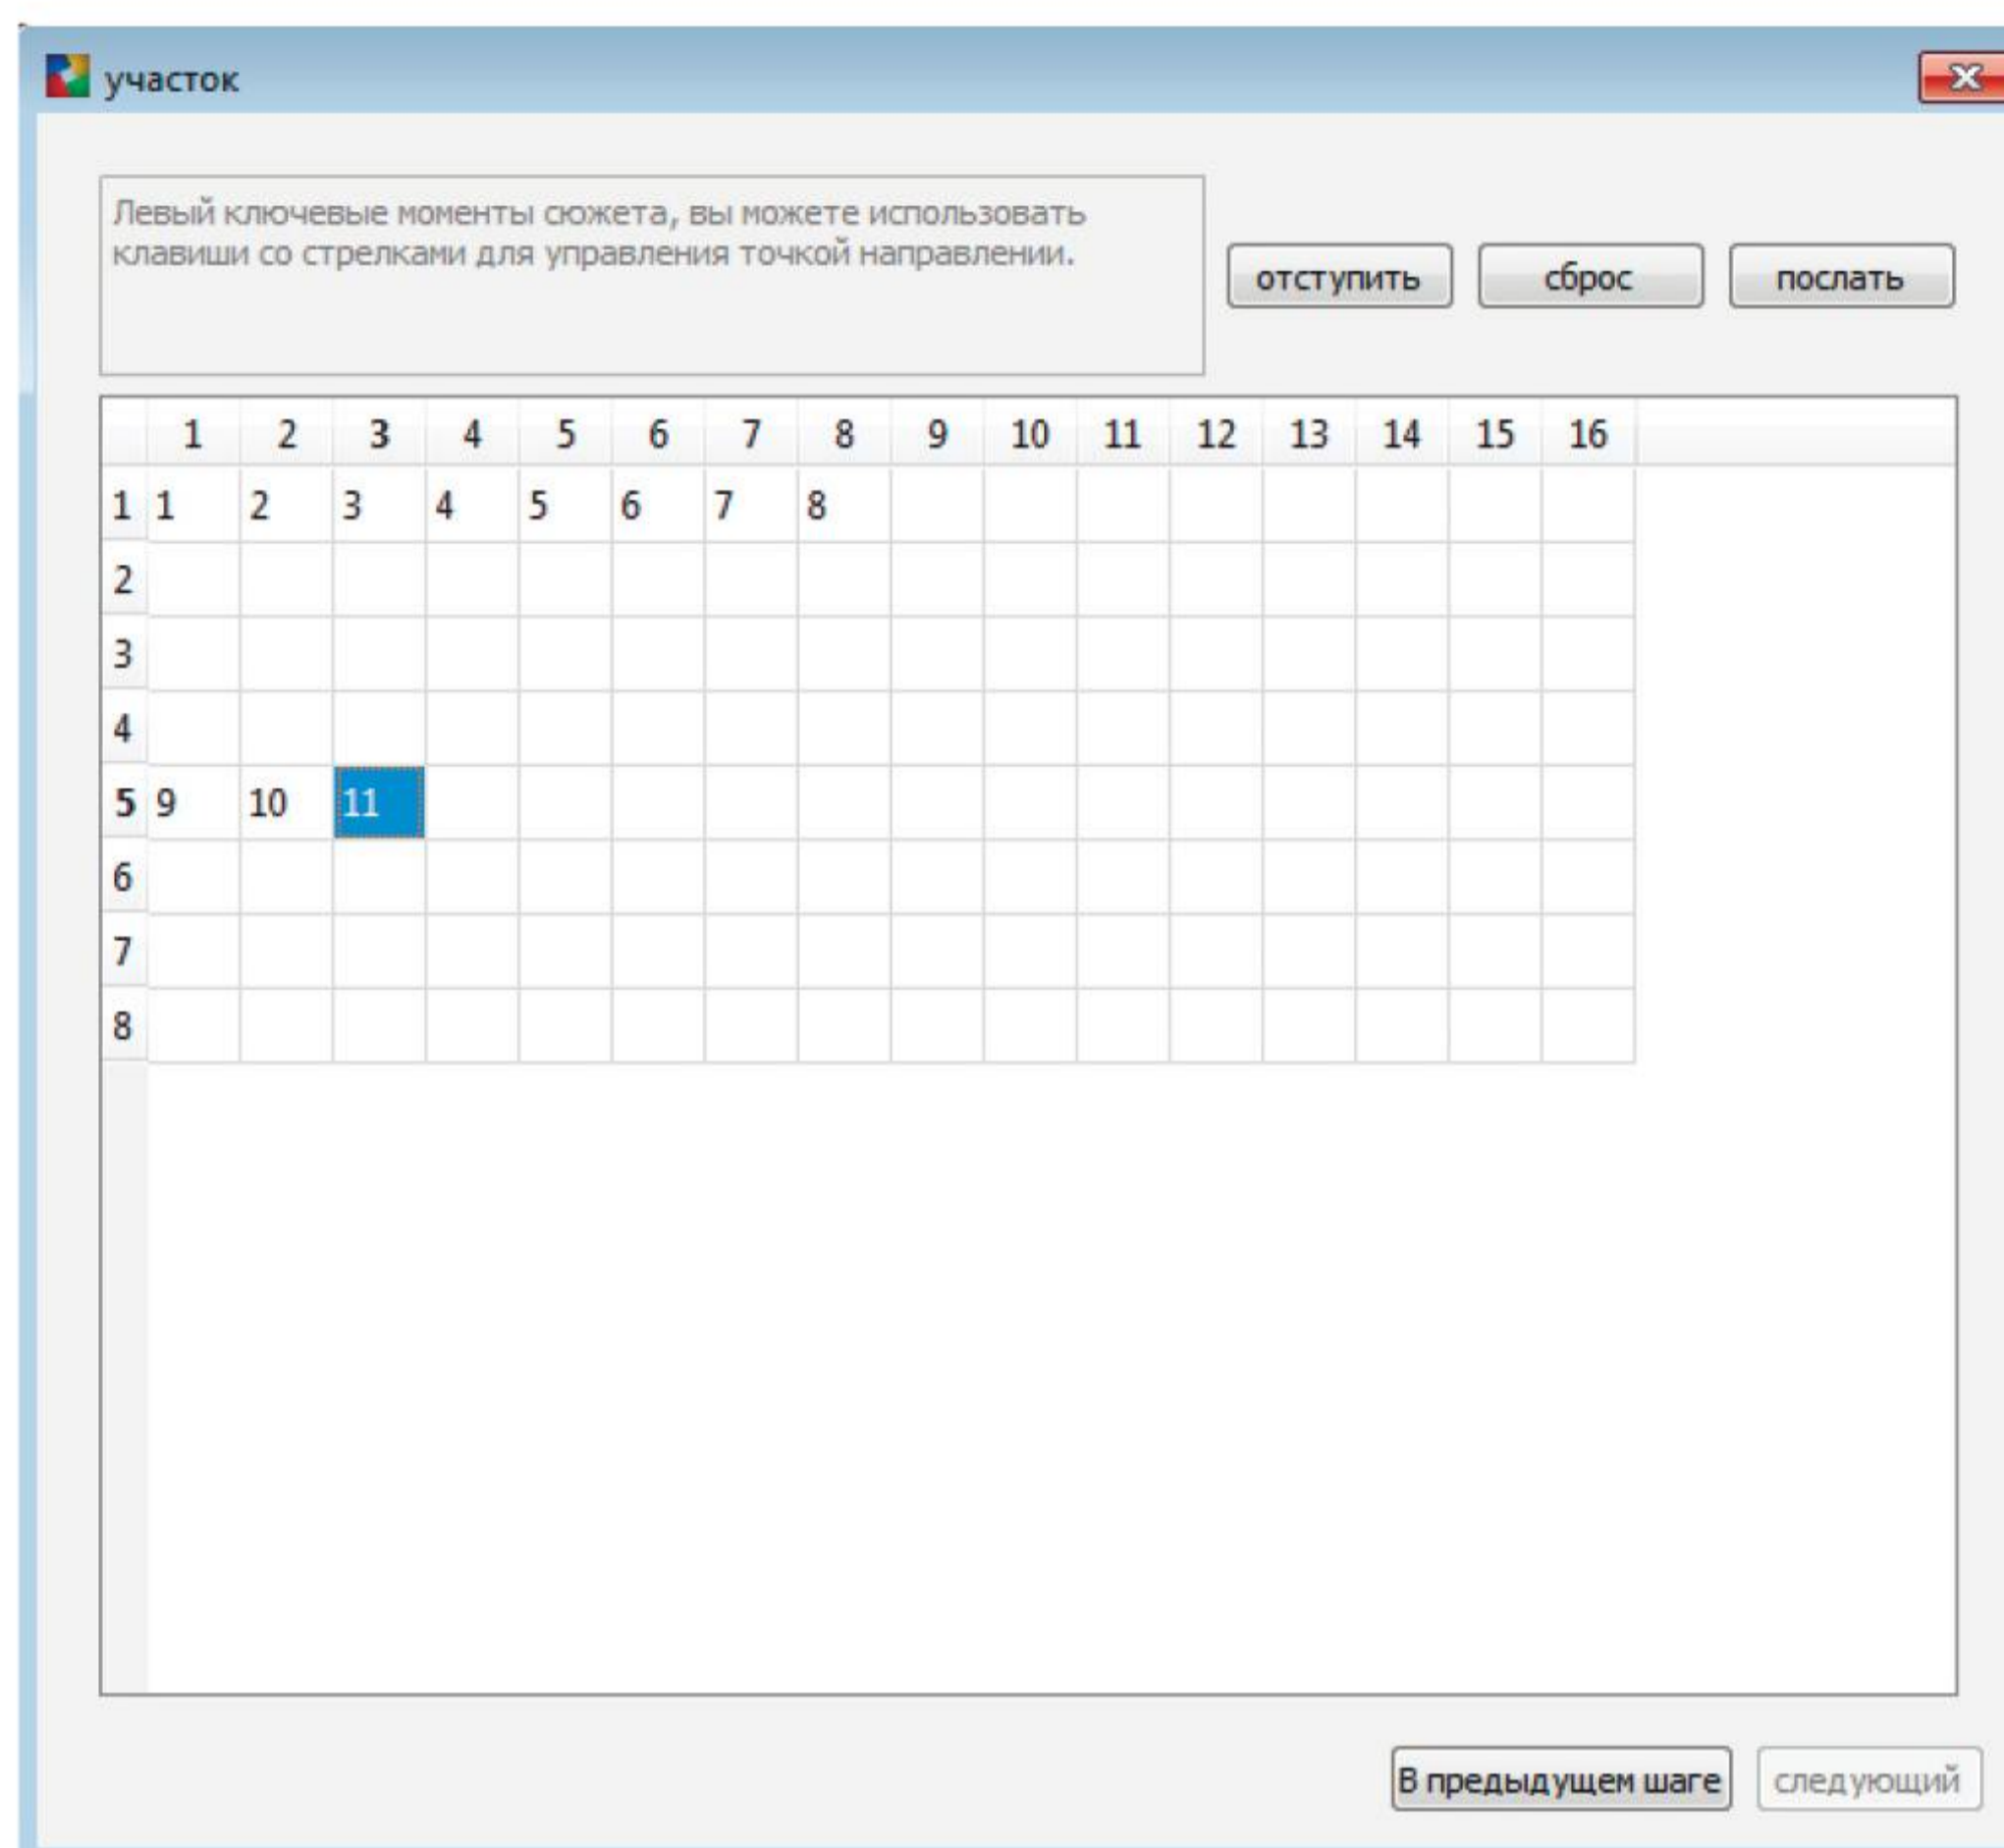 участок
Левый ключевые моменты сюжета, вы можете использовать
клавиши со стрелками для управления точкой направлении.
отступить сброс послать
1 2 3 4 5 6 7 8 9 10 11 12 13 14 15 16
1 1 2 3 4 5 6 7 8
2
3
4
5 9 10 11
6
7
8
В предыдущем шаге следующий